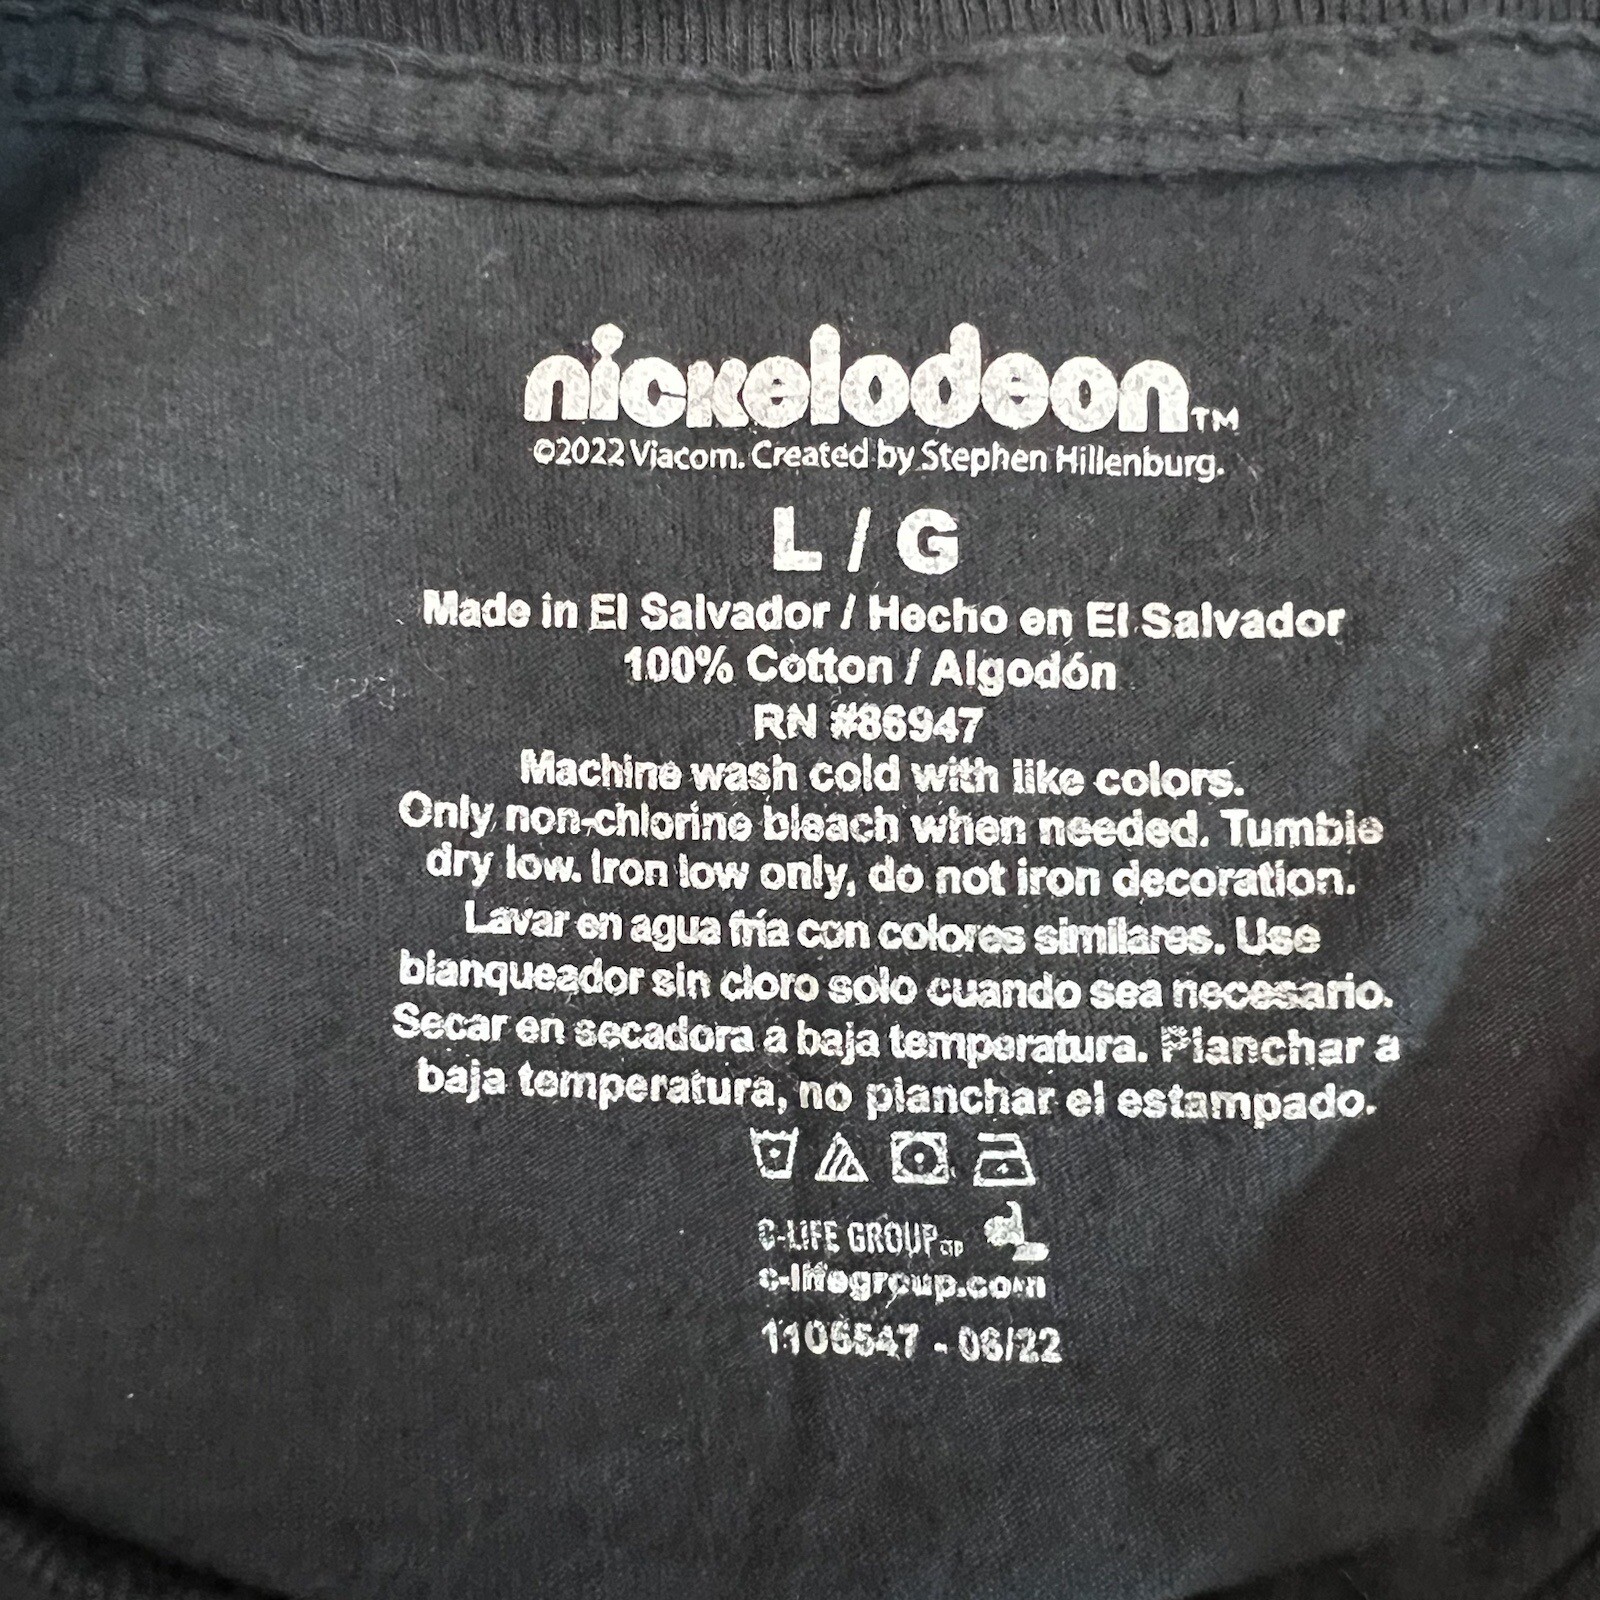 nickelodeon™
©2022 Viacom. Created by Stephen Hillenburg.
L / G
Made in El Salvador / Hecho en El Salvador
100% Cotton / Algodón
RN #86947
Machine wash cold with like colors.
Only non-chlorine bleach when needed. Tumble
dry low. Iron low only, do not iron decoration.
Lavar en agua fría con colores similares. Use
blanqueador sin cloro solo cuando sea necesario.
Secar en secadora a baja temperatura. Planchar a
baja temperatura, no planchar el estampado.
C-LIFE GROUP LTD
c-lifegroup.com
1106547 - 06/22